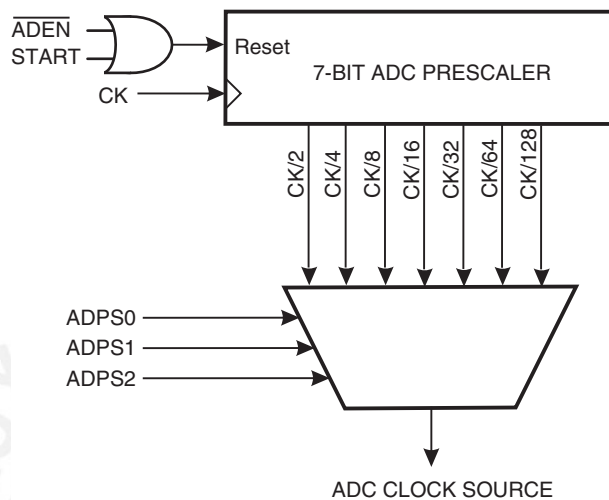 ADEN
START
Reset
7-BIT ADC PRESCALER
CK
CK/2
CK/4
CK/8
CK/16
CK/32
CK/64
CK/128
ADPS0
ADPS1
ADPS2
ADC CLOCK SOURCE